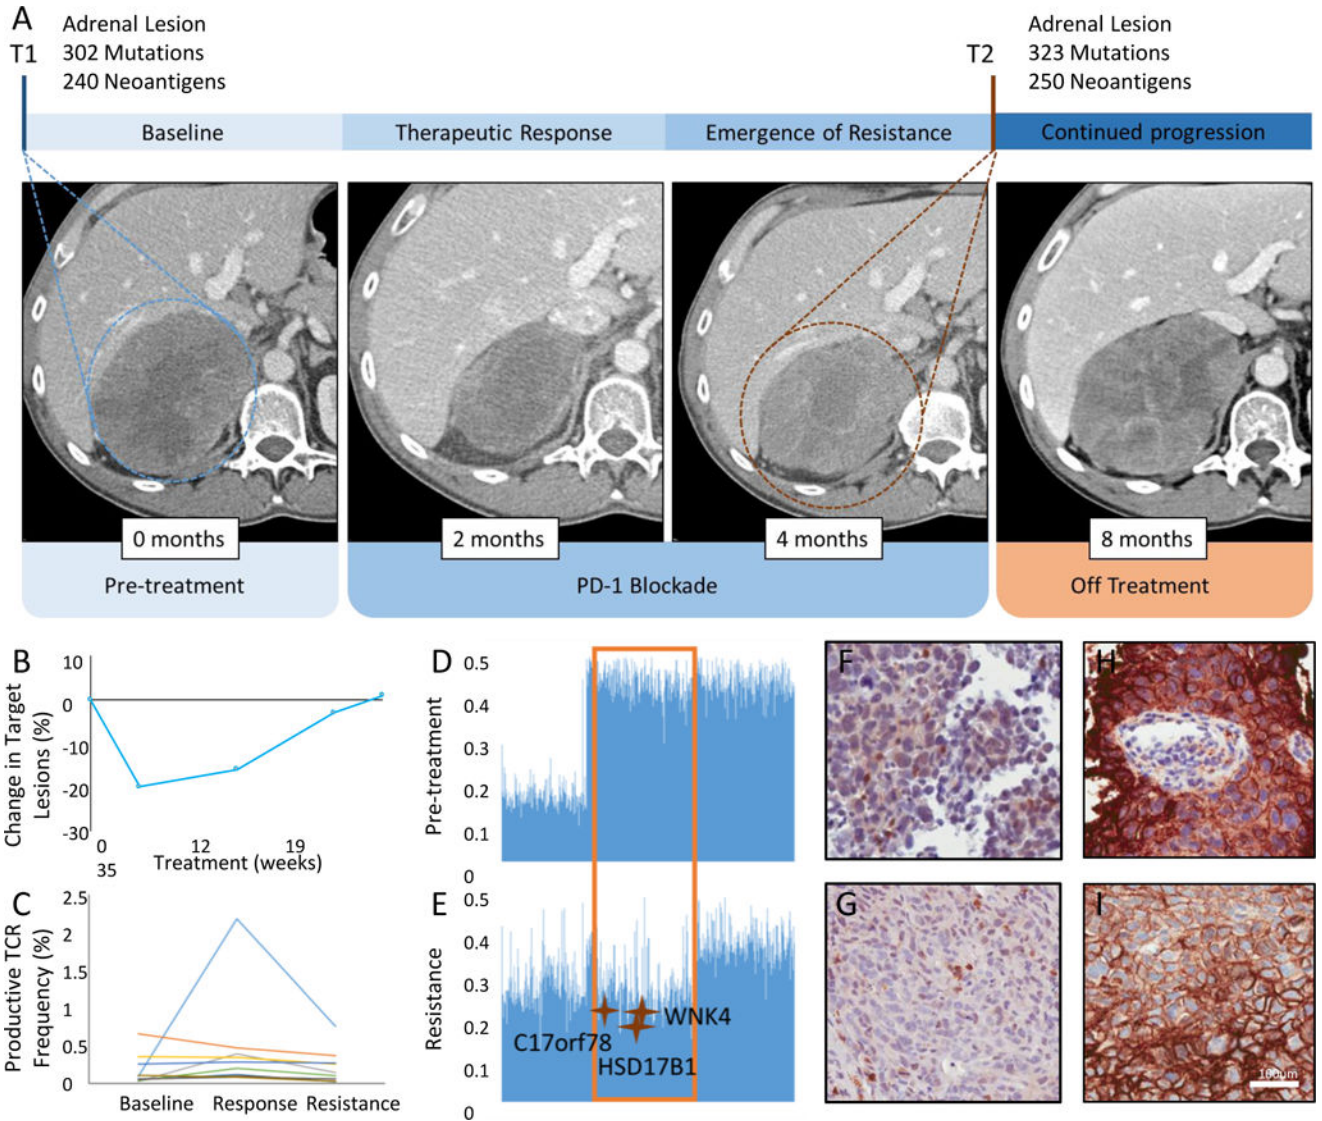 A
T1
Adrenal Lesion
302 Mutations
240 Neoantigens
T2
Adrenal Lesion
323 Mutations
250 Neoantigens
Baseline
Therapeutic Response
Emergence of Resistance
Continued progression
0 months
2 months
4 months
8 months
Pre-treatment
PD-1 Blockade
Off Treatment
B
Change in Target
Lesions (%)
10
0
-10
-20
-30
0
12
19
35
Treatment (weeks)
C
Productive TCR
Frequency (%)
2.5
2
1.5
1
0.5
0
Baseline
Response
Resistance
D
Pre-treatment
0.5
0.4
0.3
0.2
0.1
0
E
Resistance
0.5
0.4
0.3
0.2
0.1
0
WNK4
C17orf78
HSD17B1
F
H
G
I
100um